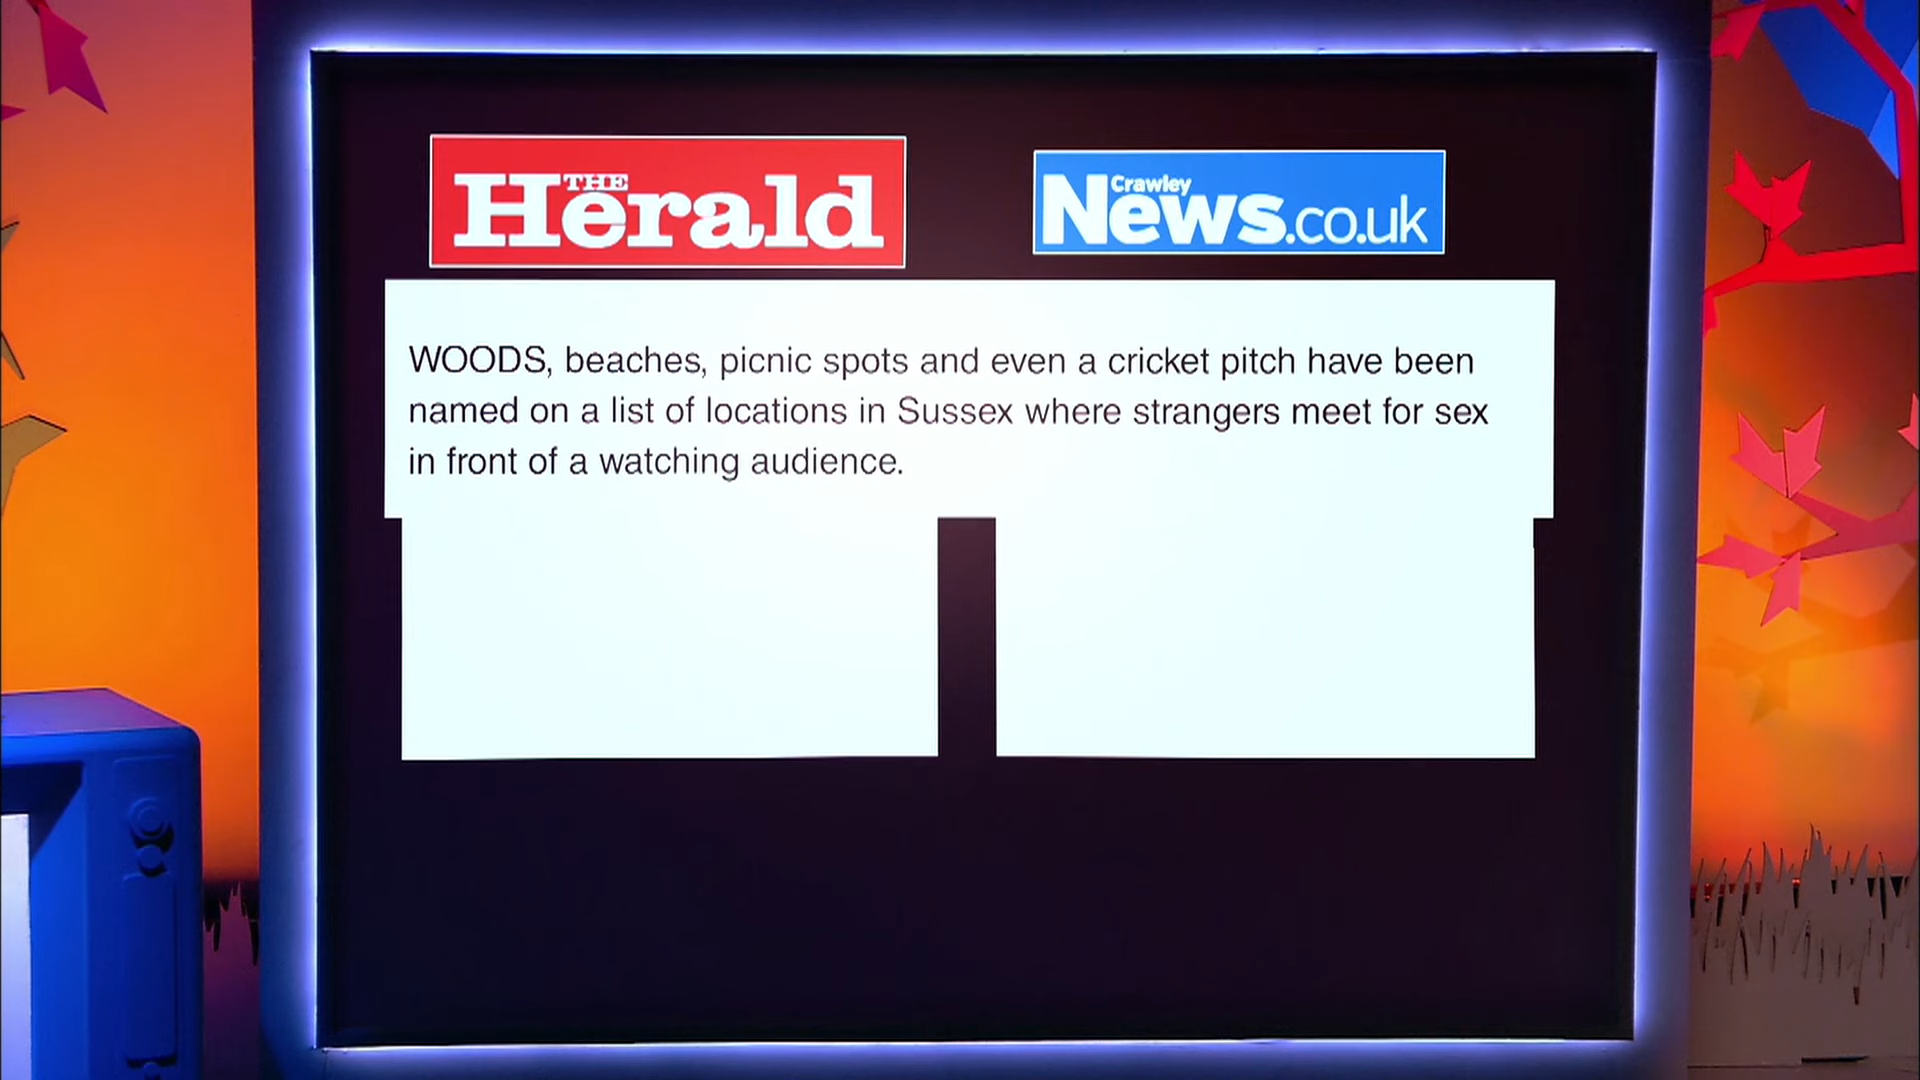 THE Herald
Crawley News.co.uk
WOODS, beaches, picnic spots and even a cricket pitch have been
named on a list of locations in Sussex where strangers meet for sex
in front of a watching audience.